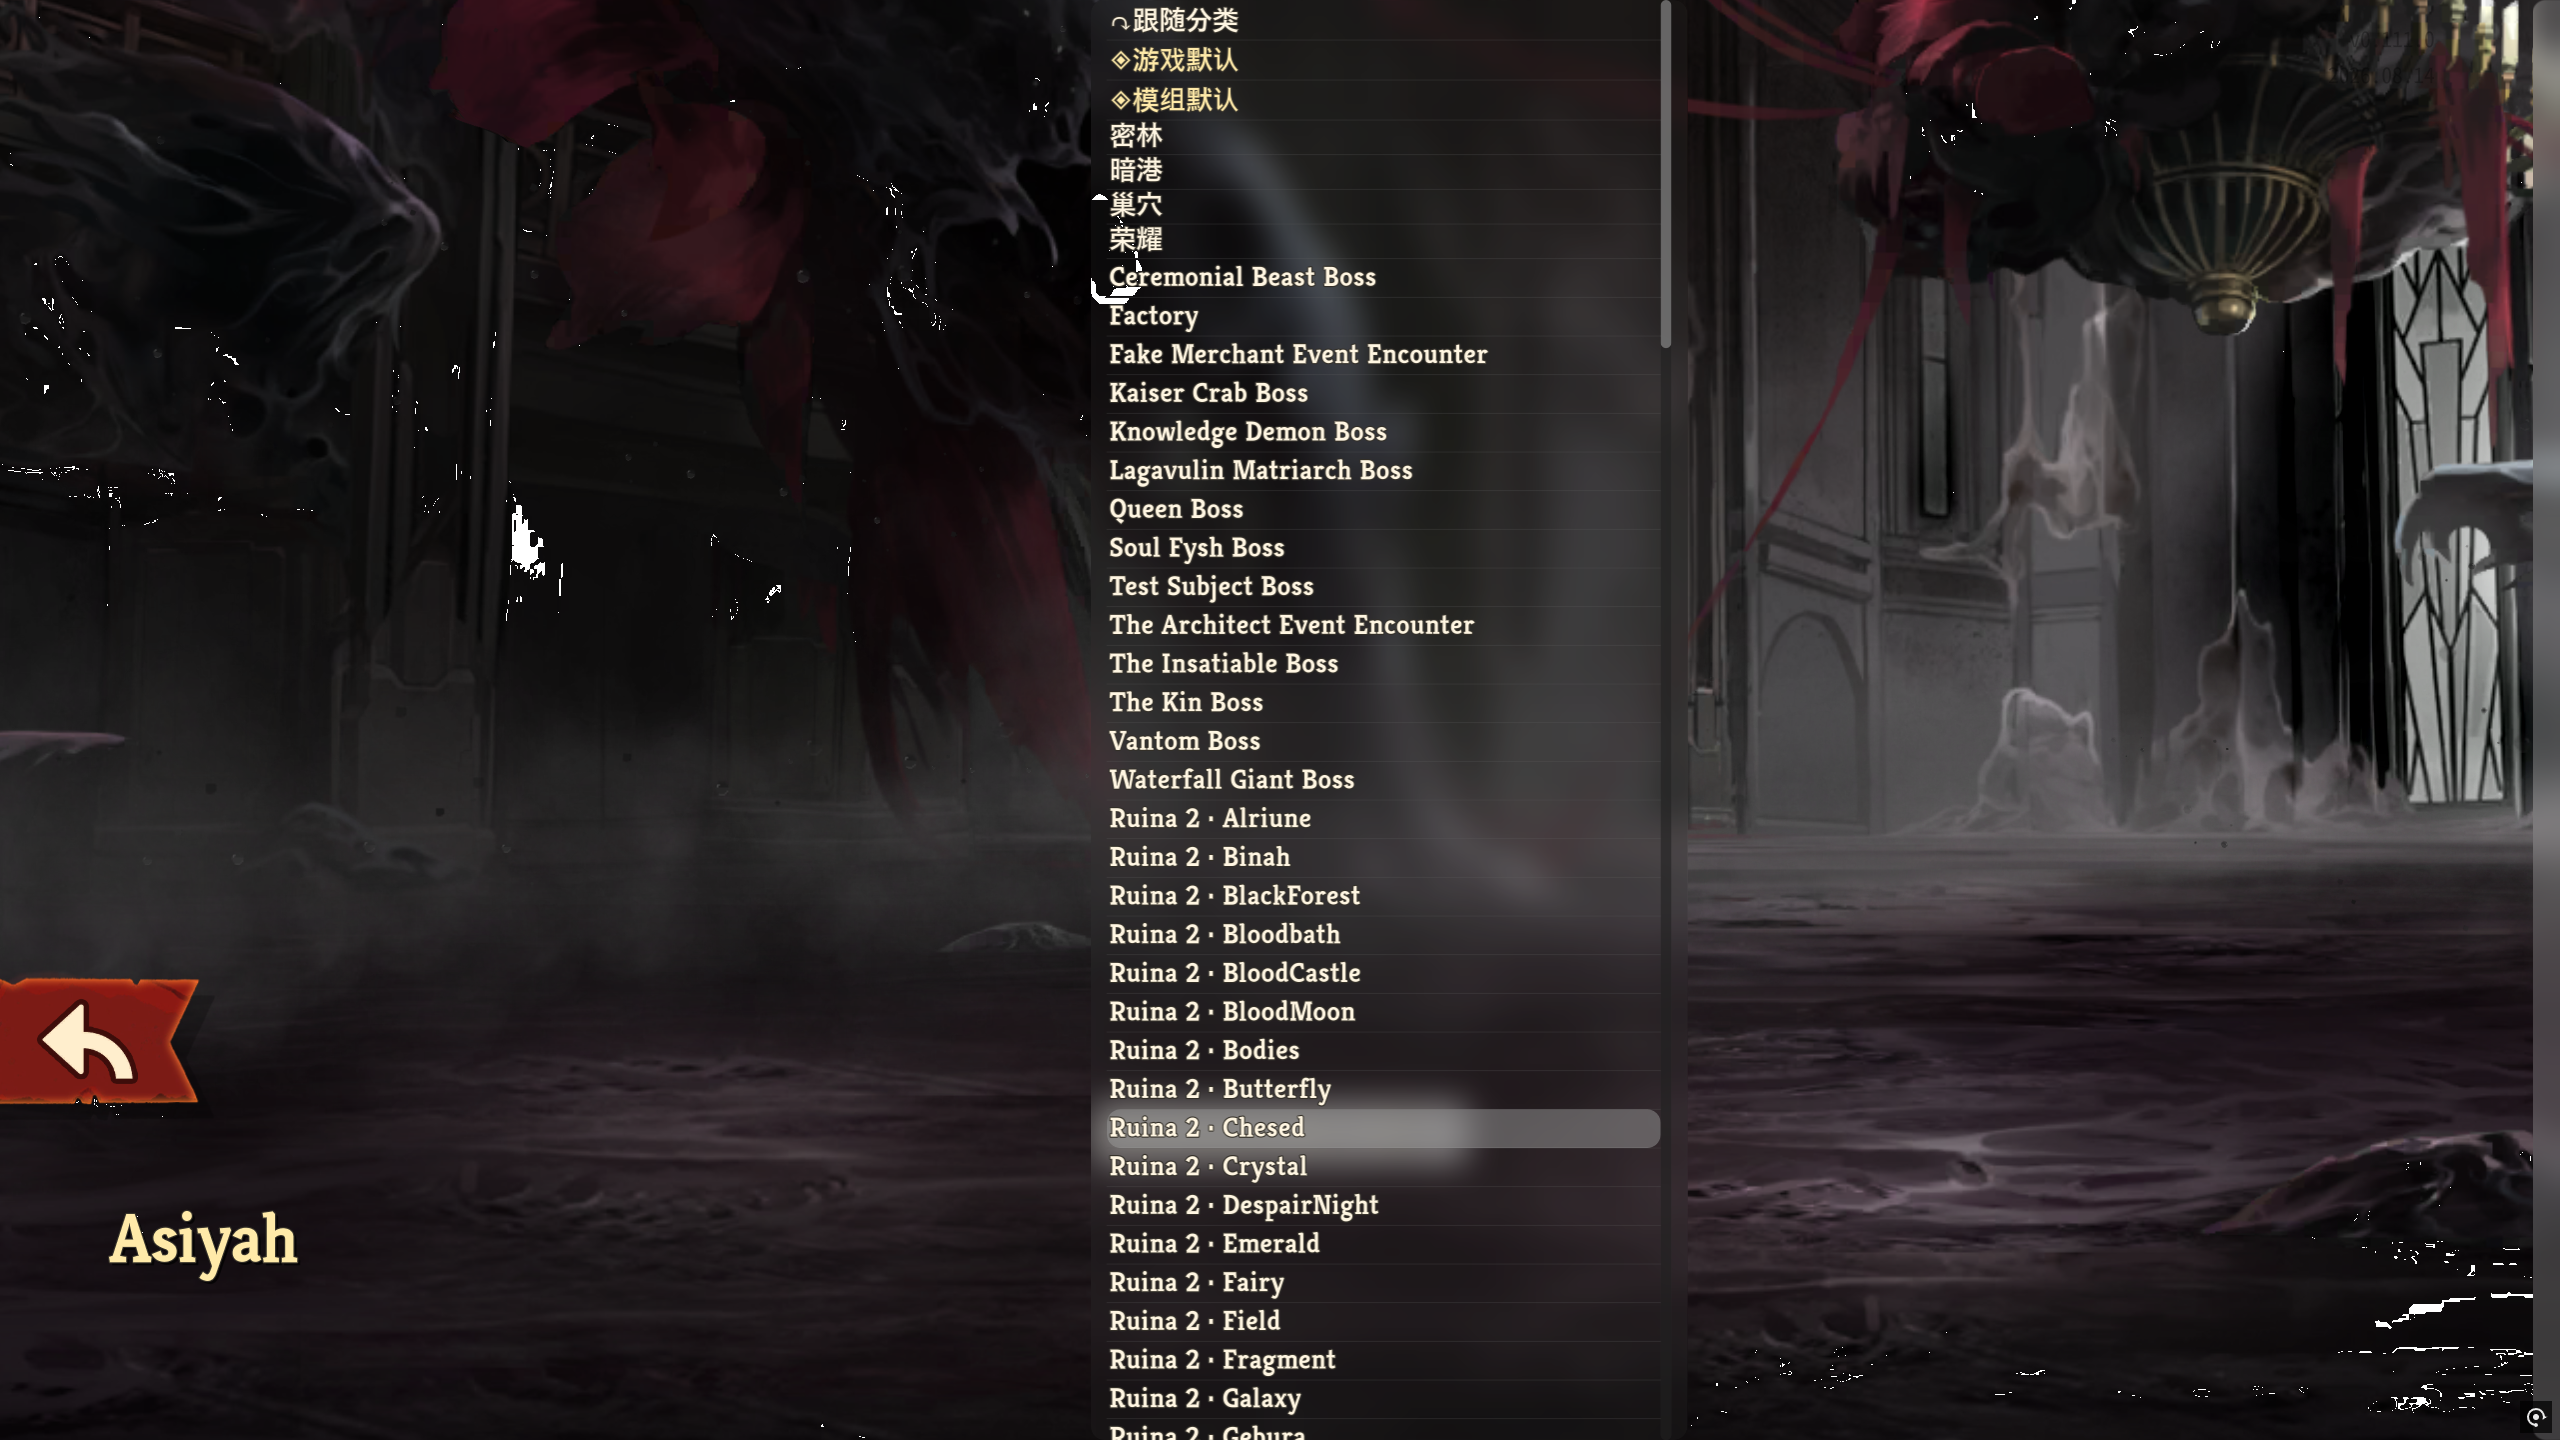 跟随分类
游戏默认
模组默认
密林
暗港
巢穴
荣耀
Ceremonial Beast Boss
Factory
Fake Merchant Event Encounter
Kaiser Crab Boss
Knowledge Demon Boss
Lagavulin Matriarch Boss
Queen Boss
Soul Fysh Boss
Test Subject Boss
The Architect Event Encounter
The Insatiable Boss
The Kin Boss
Vantom Boss
Waterfall Giant Boss
Ruina 2 · Alriune
Ruina 2 · Binah
Ruina 2 · BlackForest
Ruina 2 · Bloodbath
Ruina 2 · BloodCastle
Ruina 2 · BloodMoon
Ruina 2 · Bodies
Ruina 2 · Butterfly
Ruina 2 · Chesed
Ruina 2 · Crystal
Ruina 2 · DespairNight
Ruina 2 · Emerald
Ruina 2 · Fairy
Ruina 2 · Field
Ruina 2 · Fragment
Ruina 2 · Galaxy
Ruina 2 · Gebura
Asiyah